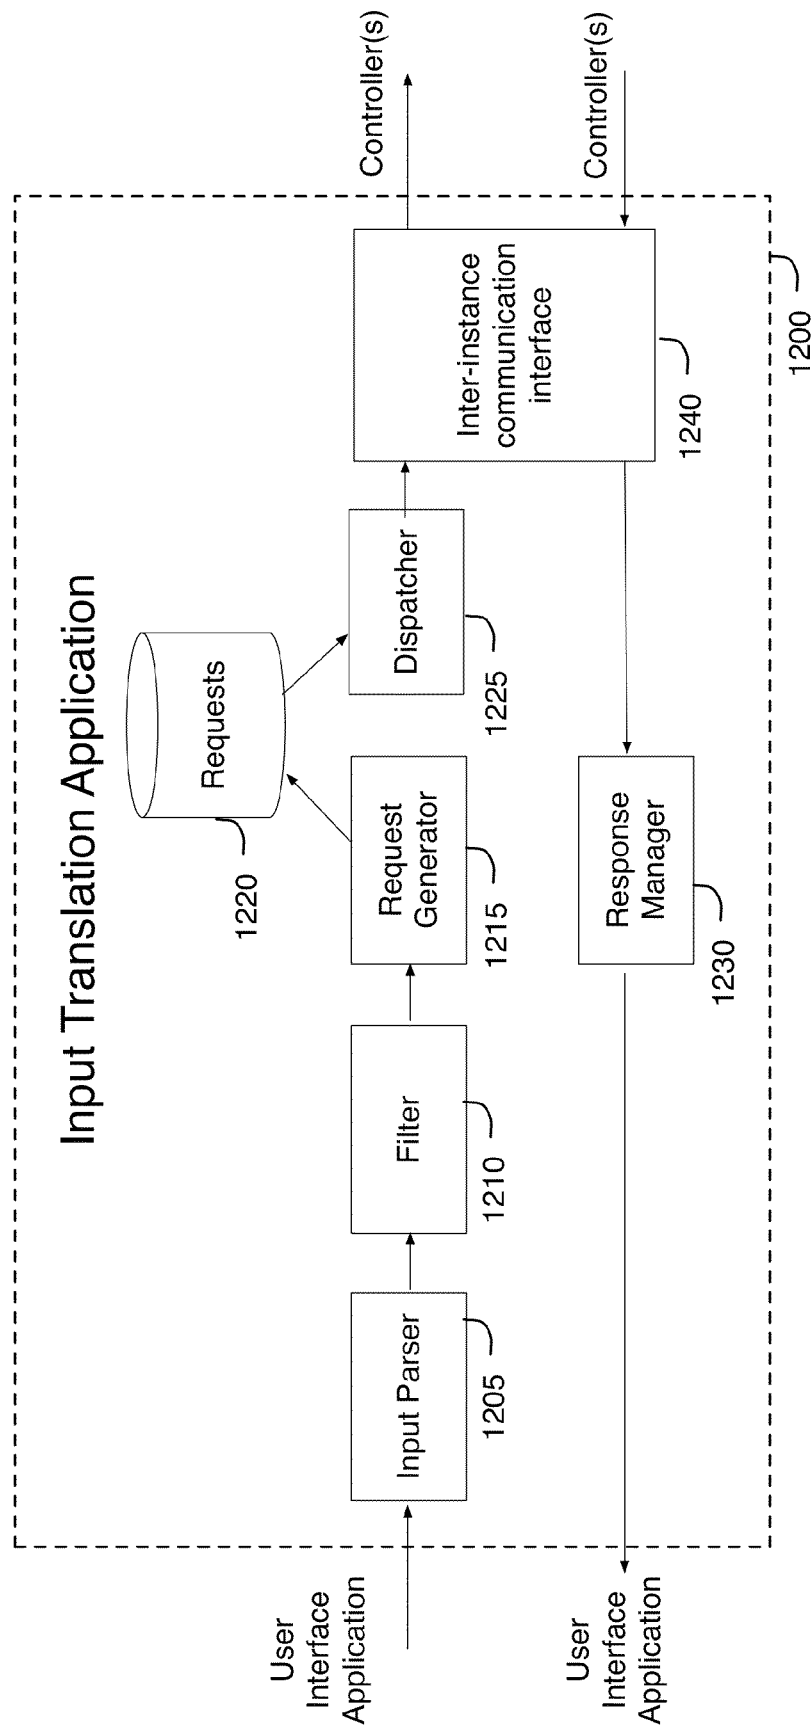 Input Translation Application
Requests
1220
User
Interface
Application
Input Parser
1205
Filter
1210
Request
Generator
1215
Dispatcher
1225
Inter-instance
communication
interface
1240
Controller(s)
User
Interface
Application
Response
Manager
1230
Controller(s)
1200